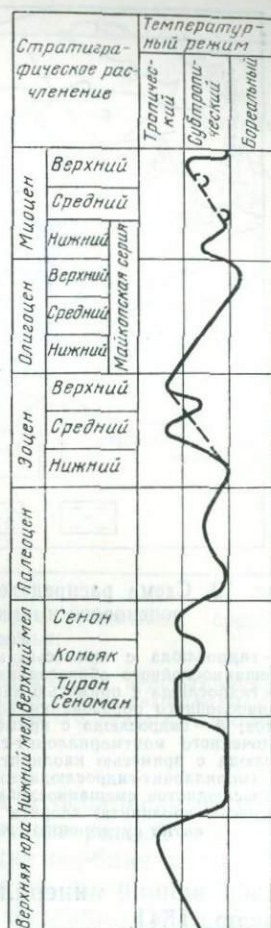 Стратигра-
фическое рас-
членение
Температур-
ный режим
Тропичес-
кий
Субтропи-
ческий
Бореальный
Миоцен
Верхний
Средний
Нижний
Майкопская серия
Олигоцен
Верхний
Средний
Нижний
Эоцен
Верхний
Средний
Нижний
Палеоцен
Верхний мел
Сенон
Коньяк
Турон
Сеноман
Нижний мел
Верхняя юра